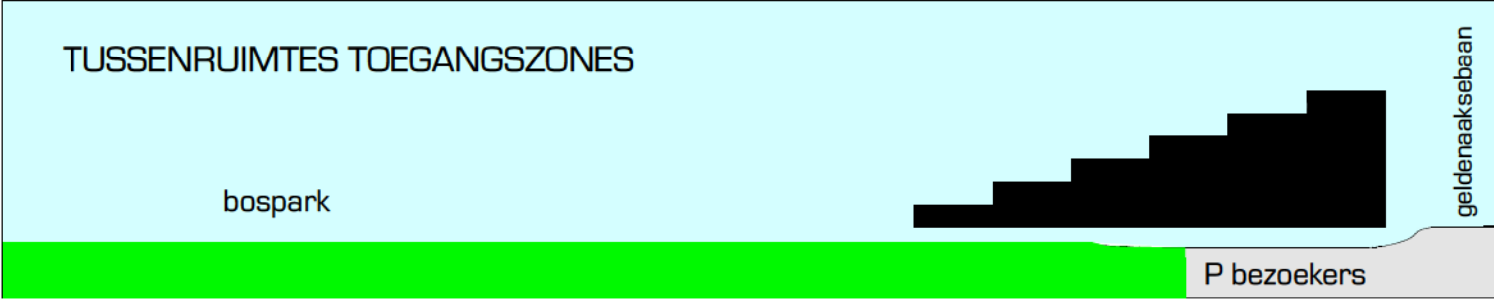 TUSSENRUIMTES TOEGANGSZONES
bospark
geldenaaksebaan
P bezoekers